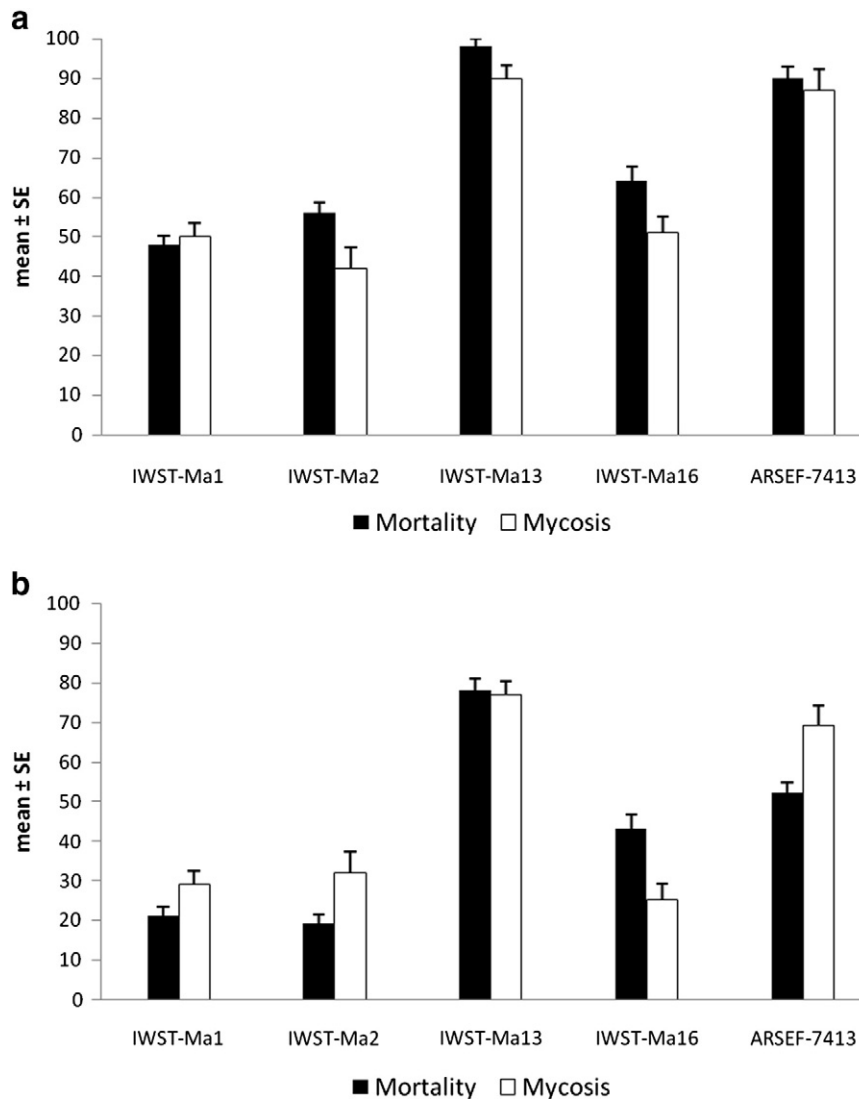 a
100
90
80
70
60
50
40
30
20
10
0
mean ± SE
IWST-Ma1 IWST-Ma2 IWST-Ma13 IWST-Ma16 ARSEF-7413
Mortality Mycosis
b
100
90
80
70
60
50
40
30
20
10
0
mean ± SE
IWST-Ma1 IWST-Ma2 IWST-Ma13 IWST-Ma16 ARSEF-7413
Mortality Mycosis